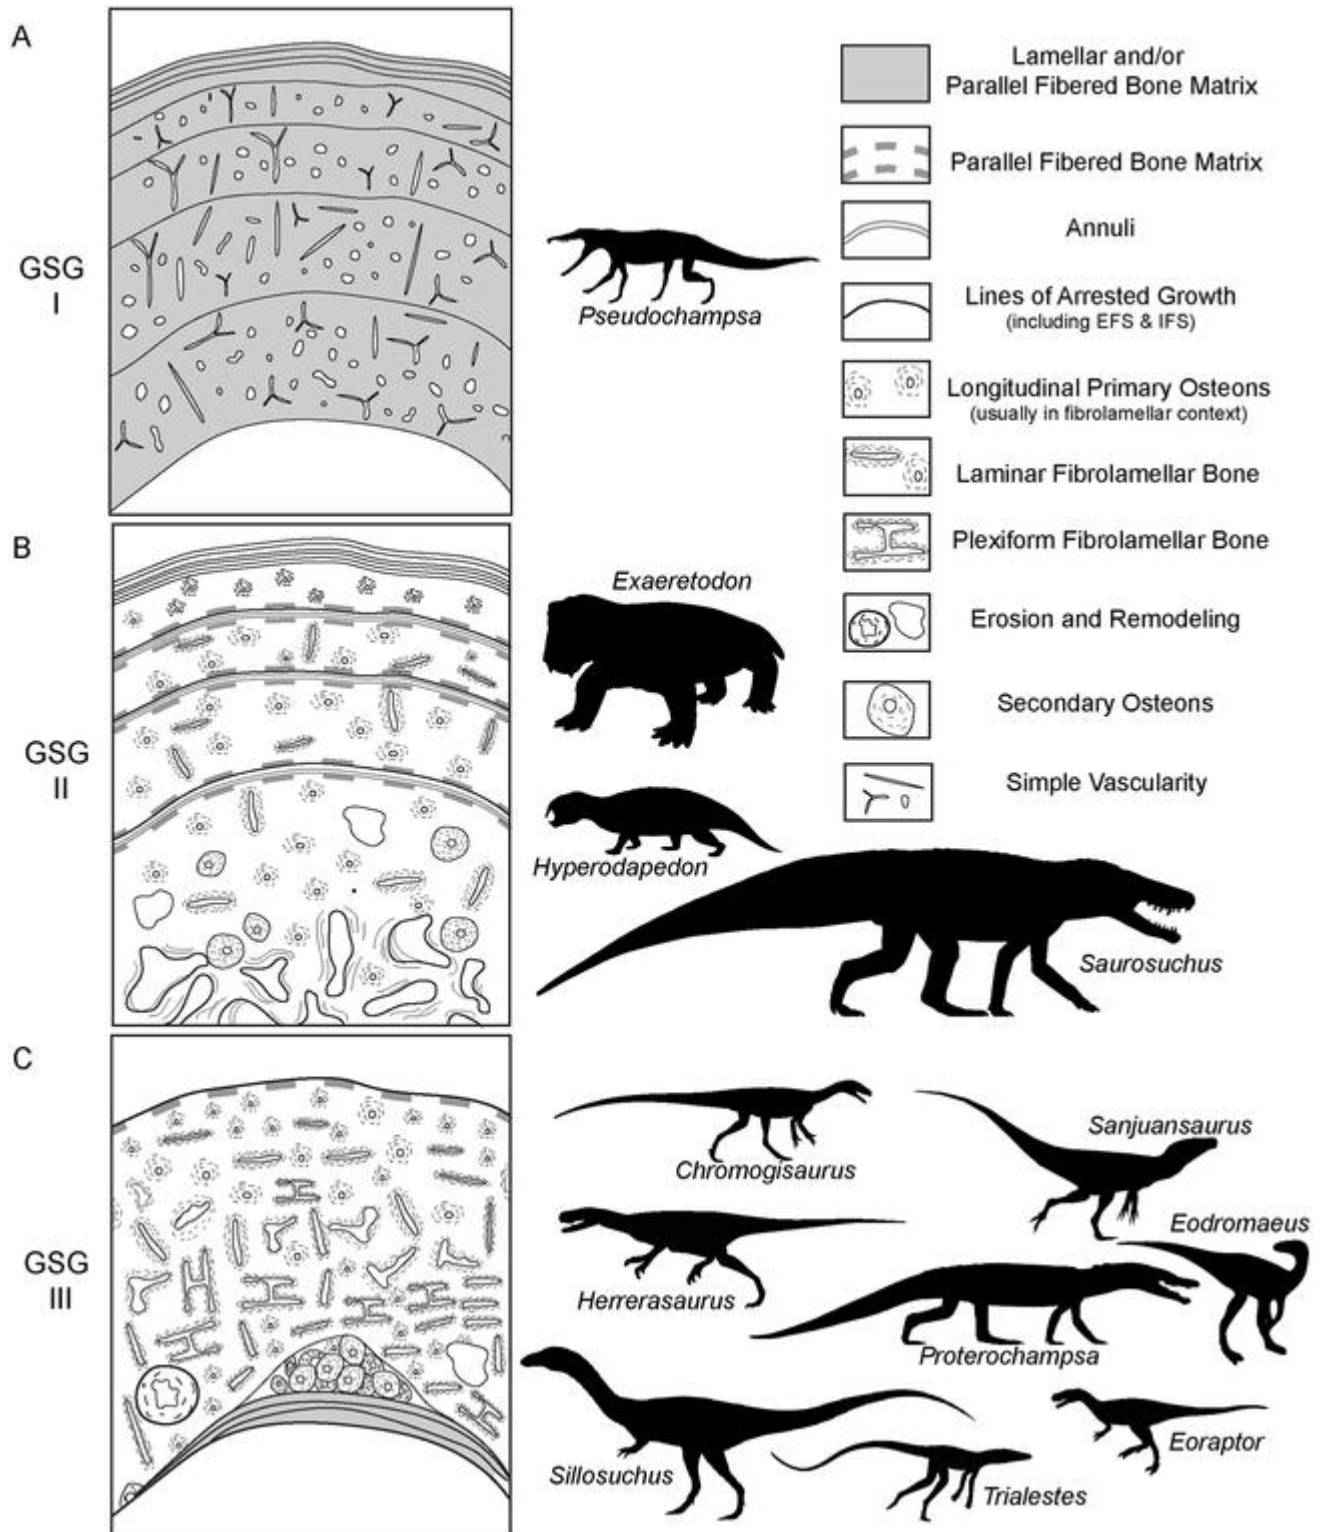 A
GSG
I
Pseudochampsa
Lamellar and/or
Parallel Fibered Bone Matrix
Parallel Fibered Bone Matrix
Annuli
Lines of Arrested Growth
(including EFS & IFS)
Longitudinal Primary Osteons
(usually in fibrolamellar context)
Laminar Fibrolamellar Bone
Plexiform Fibrolamellar Bone
Erosion and Remodeling
Secondary Osteons
Simple Vascularity
B
GSG
II
Exaeretodon
Hyperodapedon
Saurosuchus
C
GSG
III
Chromogisaurus
Sanjuansaurus
Herrerasaurus
Eodromaeus
Proterochampsa
Sillosuchus
Trialestes
Eoraptor